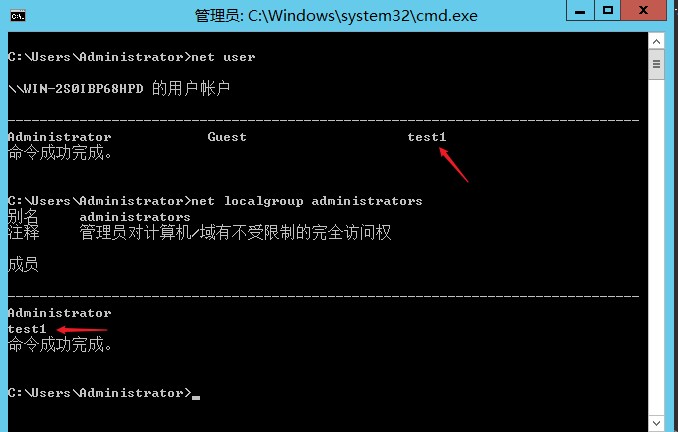 管理员: C:\Windows\system32\cmd.exe
C:\Users\Administrator>net user
\\WIN-2S0IBP68HPD 的用户帐户
-------------------------------------------------------------------------------
Administrator            Guest                    test1
命令成功完成。
C:\Users\Administrator>net localgroup administrators
别名     administrators
注释     管理员对计算机/域有不受限制的完全访问权
成员
-------------------------------------------------------------------------------
Administrator
test1
命令成功完成。
C:\Users\Administrator>